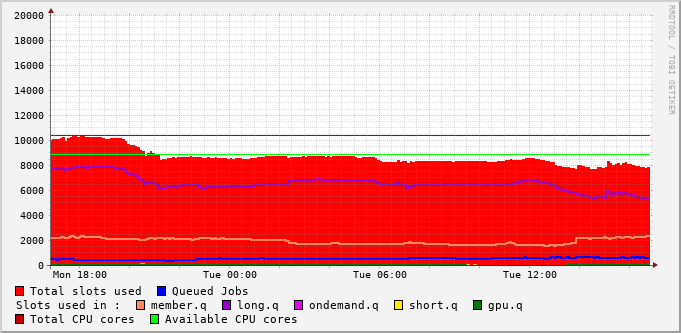 RRDTOOL / TOBI OETIKER
20000
18000
16000
14000
12000
10000
8000
6000
4000
2000
0
Mon 18:00 Tue 00:00 Tue 06:00 Tue 12:00
Total slots used Queued Jobs
Slots used in : member.q long.q ondemand.q short.q gpu.q
Total CPU cores Available CPU cores